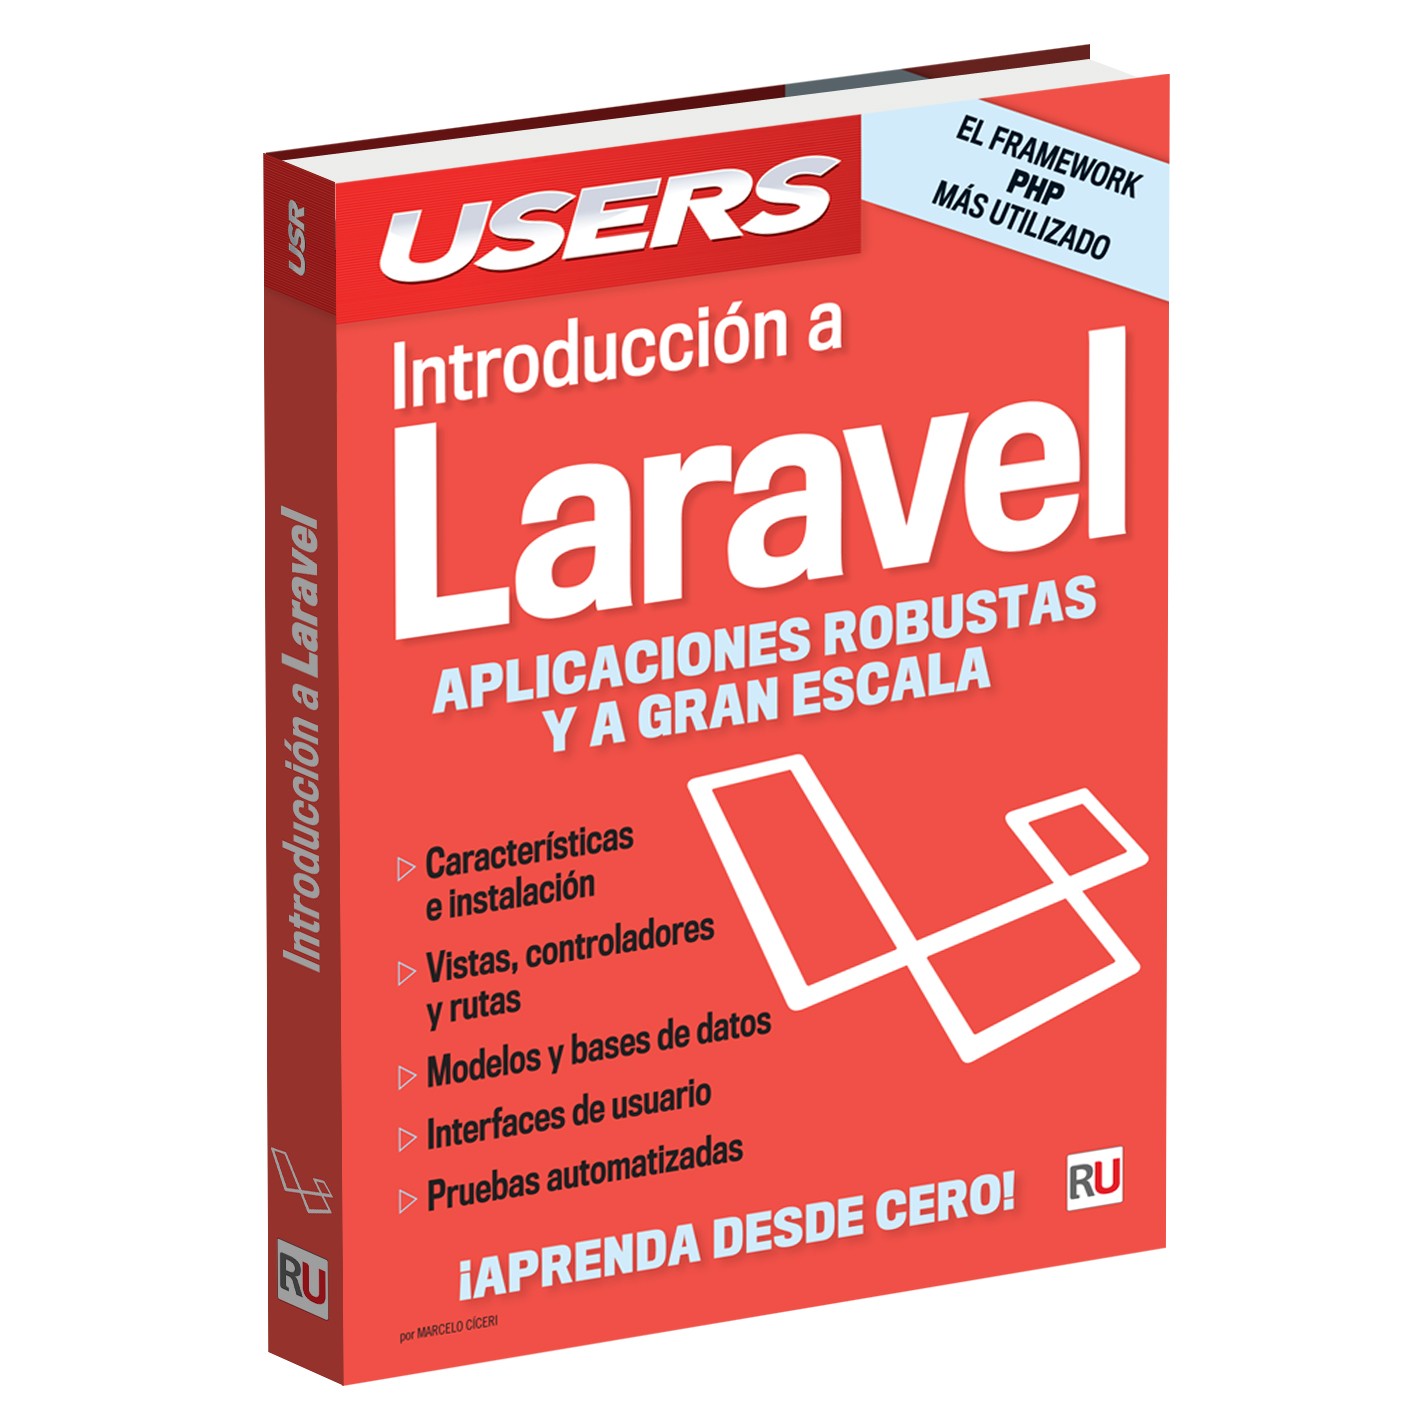 USERS
EL FRAMEWORK
PHP
MÁS UTILIZADO
Introducción a
Laravel
APLICACIONES ROBUSTAS
Y A GRAN ESCALA
Características
e instalación
Vistas, controladores
y rutas
Modelos y bases de datos
Interfaces de usuario
Pruebas automatizadas
¡APRENDA DESDE CERO!
RU
por MARCELO CÍCERI
USR
Introducción a Laravel
RU